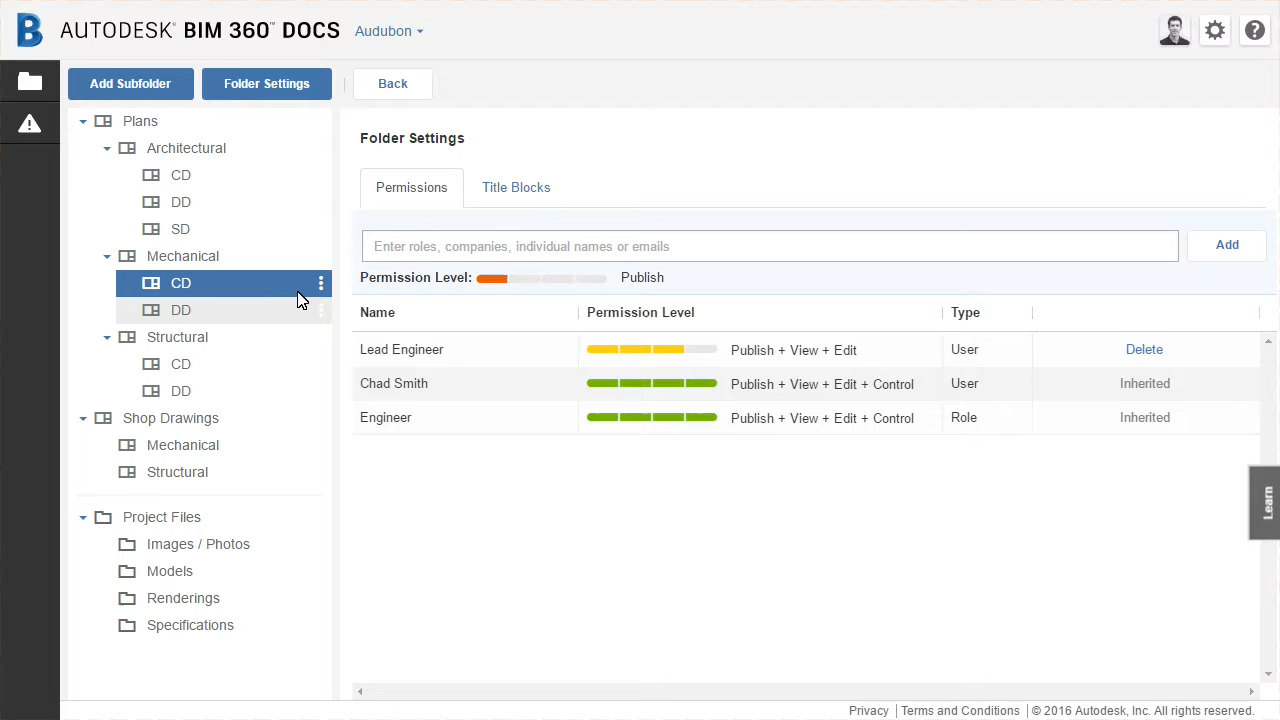 AUTODESK® BIM 360™ DOCS Audubon
Add Subfolder Folder Settings Back
Plans
Architectural
CD
DD
SD
Mechanical
CD
DD
Structural
CD
DD
Shop Drawings
Mechanical
Structural
Project Files
Images / Photos
Models
Renderings
Specifications
Folder Settings
Permissions Title Blocks
Enter roles, companies, individual names or emails Add
Permission Level: Publish
Name Permission Level Type
Lead Engineer Publish + View + Edit User Delete
Chad Smith Publish + View + Edit + Control User Inherited
Engineer Publish + View + Edit + Control Role Inherited
Learn
Privacy | Terms and Conditions | © 2016 Autodesk, Inc. All rights reserved.